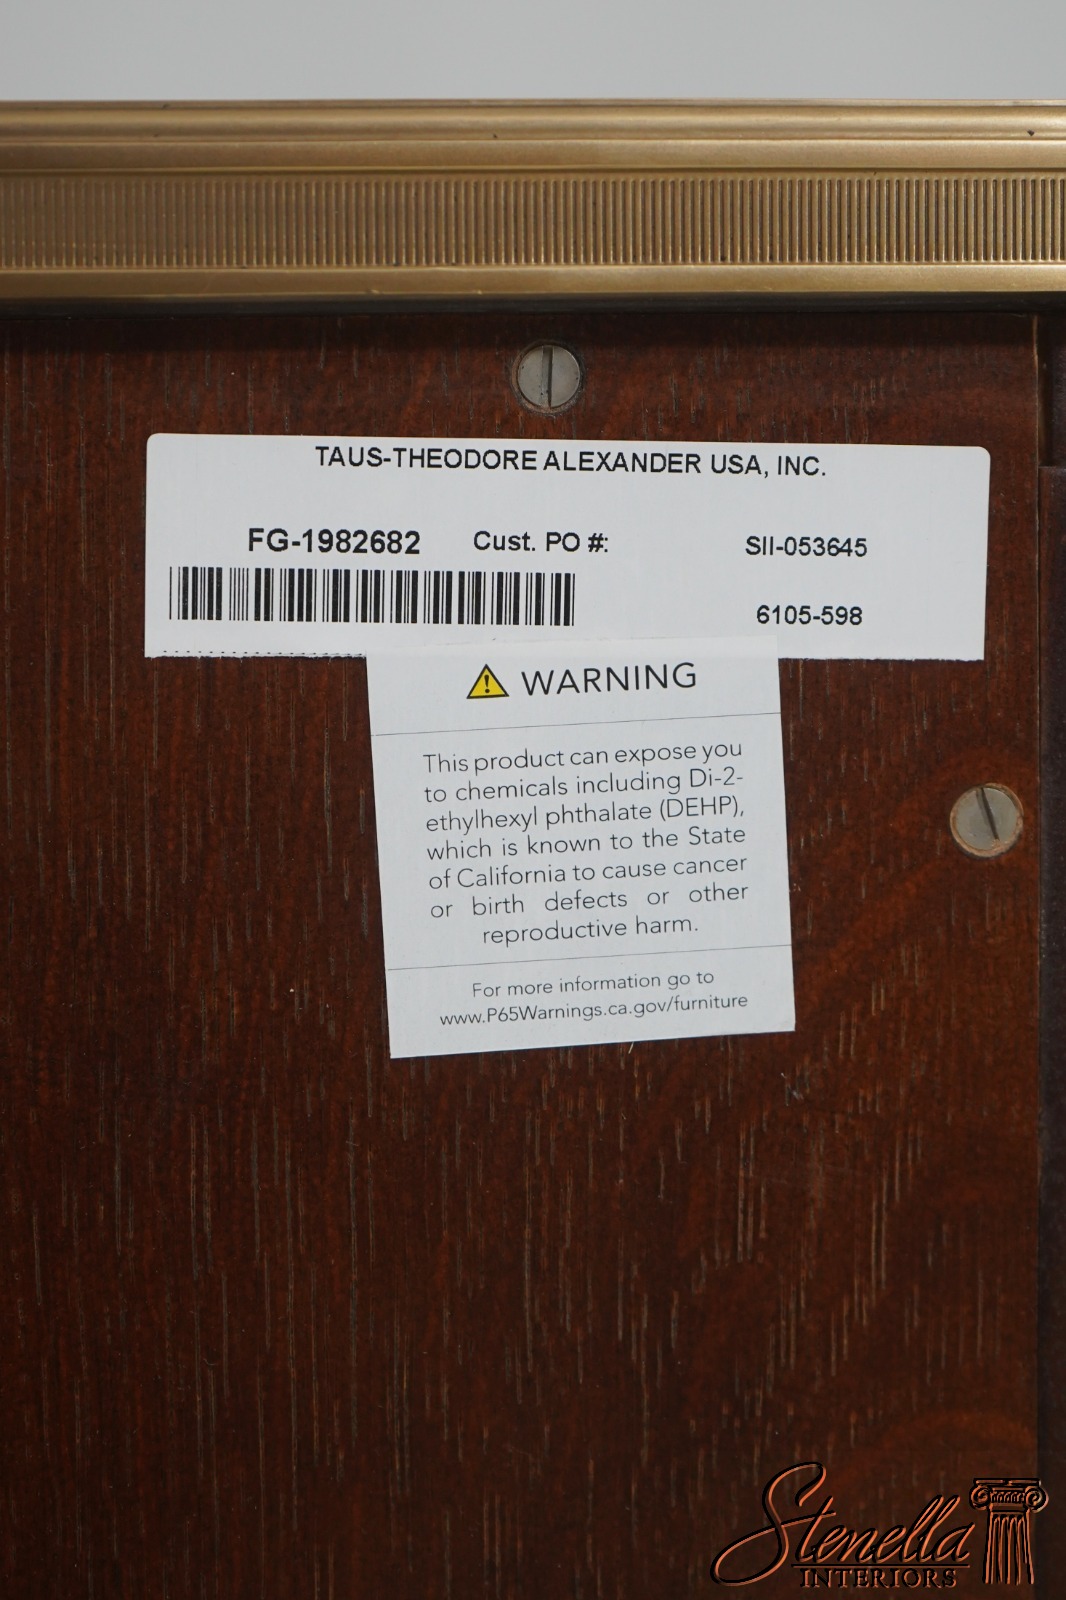 TAUS-THEODORE ALEXANDER USA, INC.
FG-1982682 Cust. PO #: SII-053645
6105-598
WARNING
This product can expose you
to chemicals including Di-2-
ethylhexyl phthalate (DEHP),
which is known to the State
of California to cause cancer
or birth defects or other
reproductive harm.
For more information go to
www.P65Warnings.ca.gov/furniture
Stenella
INTERIORS